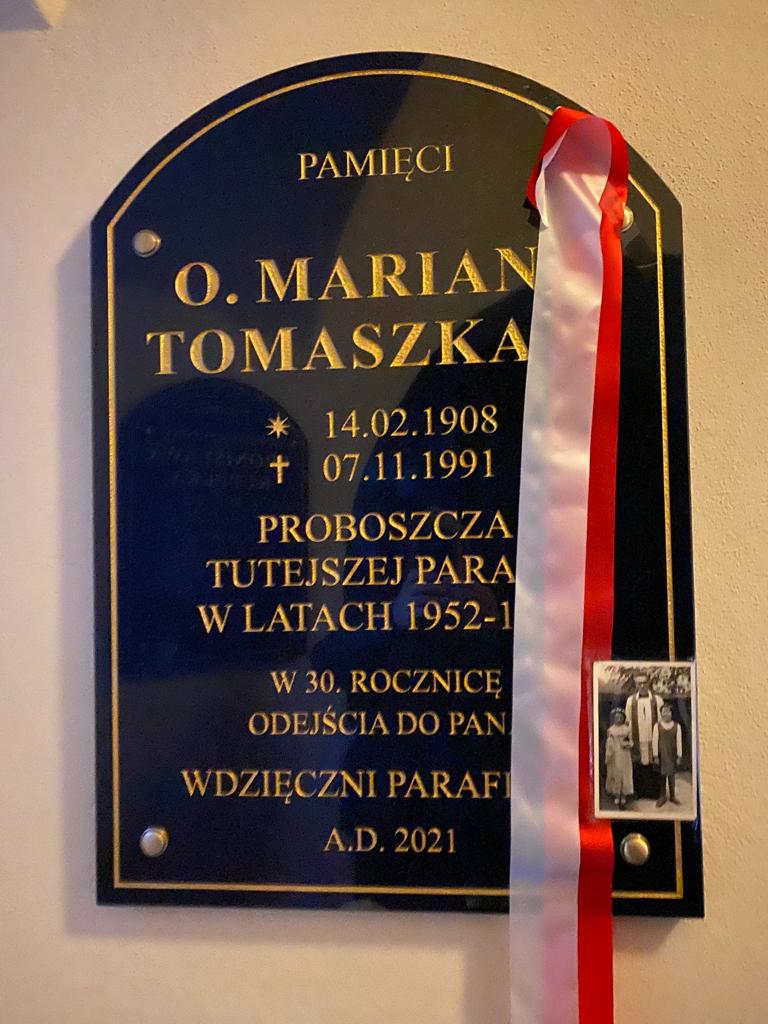 PAMIĘCI
O. MARIAN
TOMASZKA
* 14.02.1908
† 07.11.1991
PROBOSZCZA
TUTEJSZEJ PARA
W LATACH 1952-1
W 30. ROCZNICĘ
ODEJŚCIA DO PAN
WDZIĘCZNI PARAFI
A.D. 2021